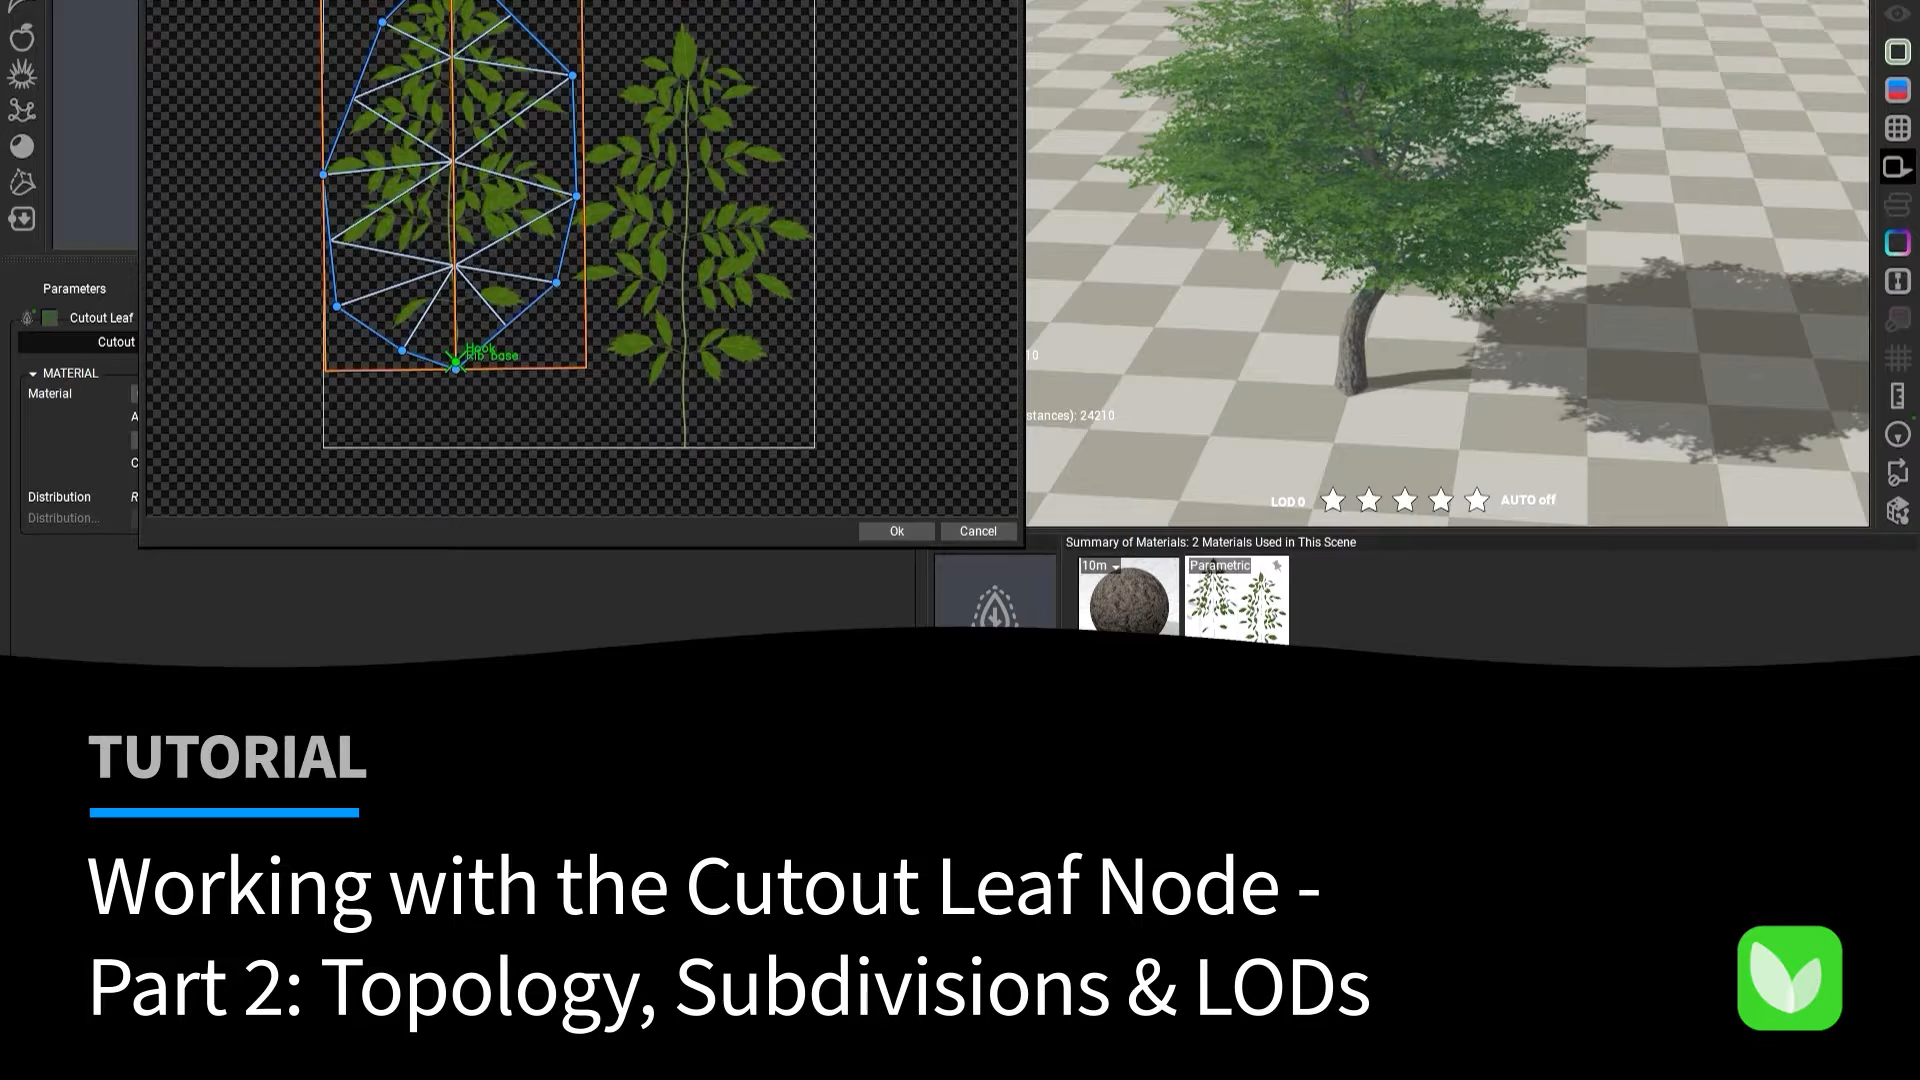 Parameters
Cutout Leaf
Cutout
MATERIAL
Material
A
C
Distribution R
Distribution...
Hook
Rib base
Ok
Cancel
10
stances): 24210
LOD 0
AUTO off
Summary of Materials: 2 Materials Used in This Scene
10m
Parametric
TUTORIAL
Working with the Cutout Leaf Node -
Part 2: Topology, Subdivisions & LODs